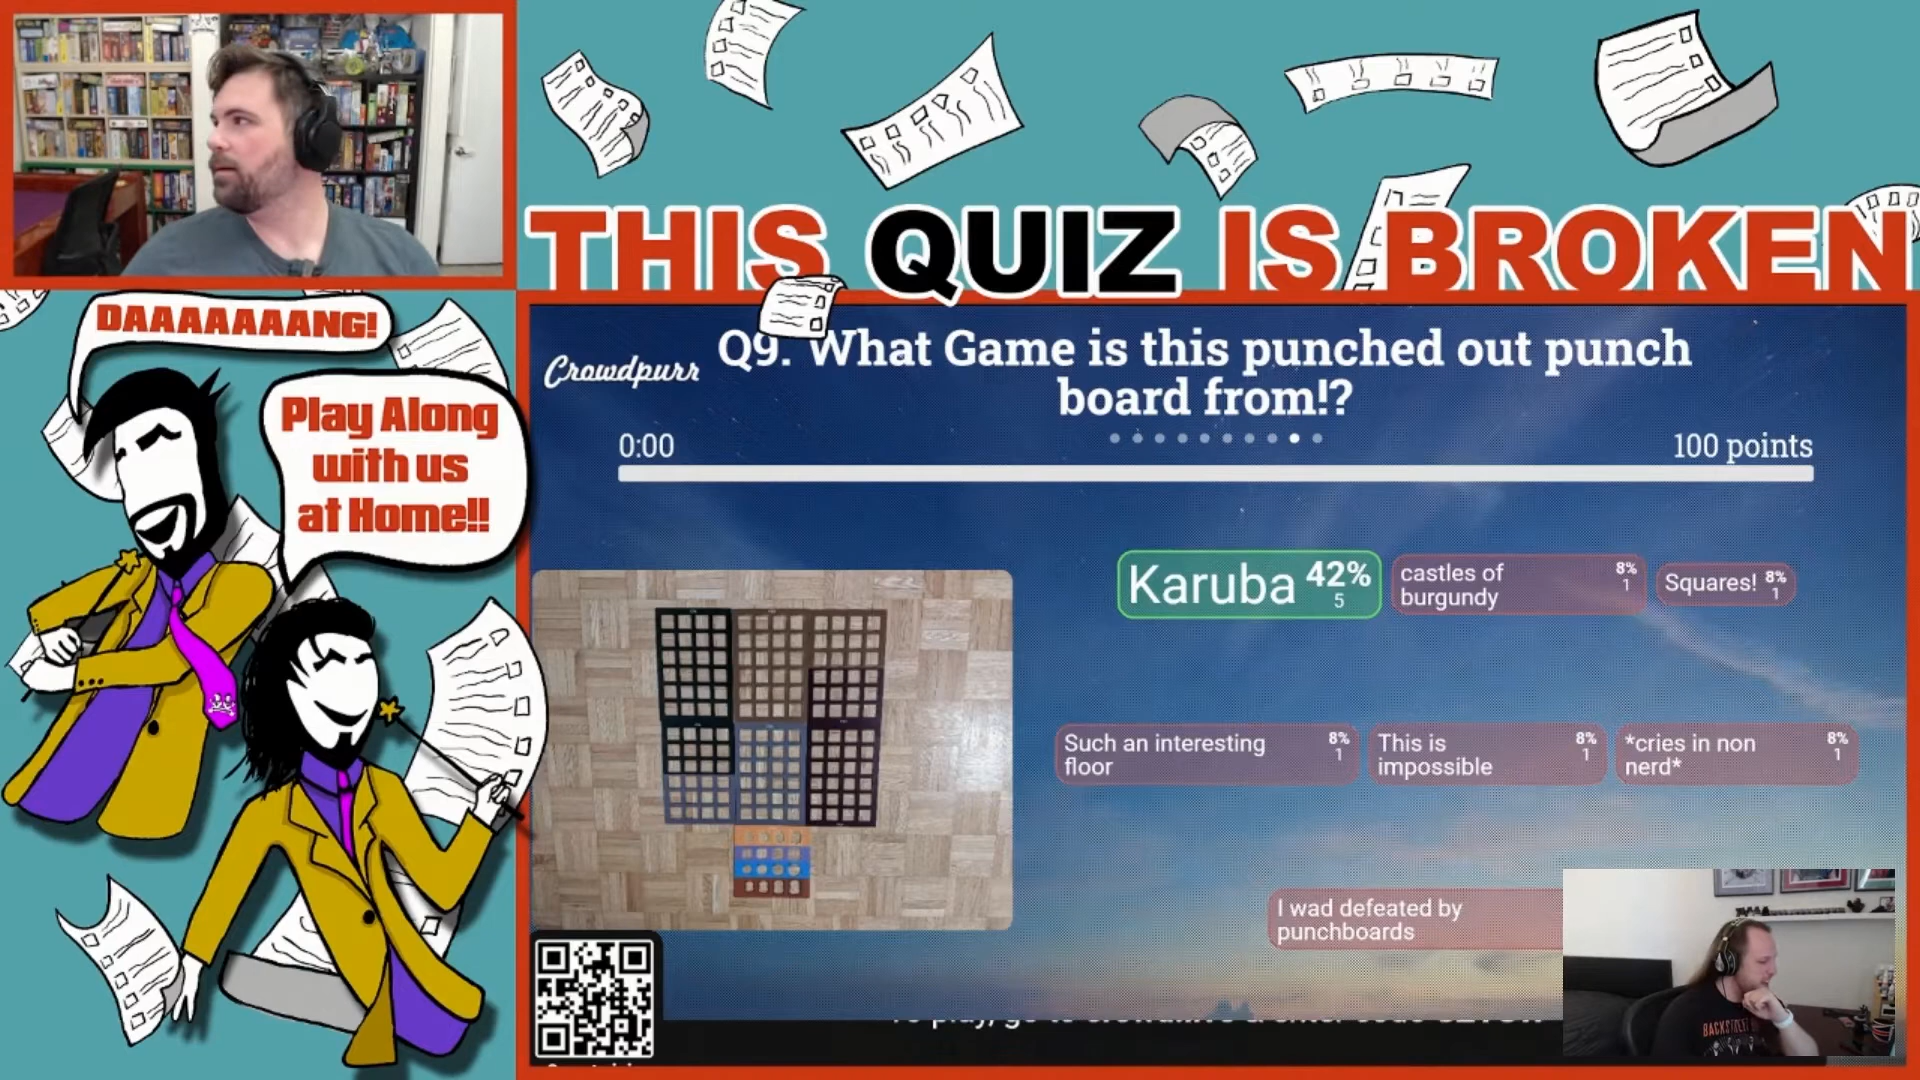 THIS QUIZ IS BROKEN
DAAAAAAANG!
Play Along
with us
at Home!!
Crowdpurr
Q9. What Game is this punched out punch
board from!?
0:00
100 points
Karuba 42%
5
castles of
burgundy
8%
1
Squares! 8%
1
Such an interesting
floor
8%
1
This is
impossible
8%
1
*cries in non
nerd*
8%
1
I wad defeated by
punchboards
BACKSTREET